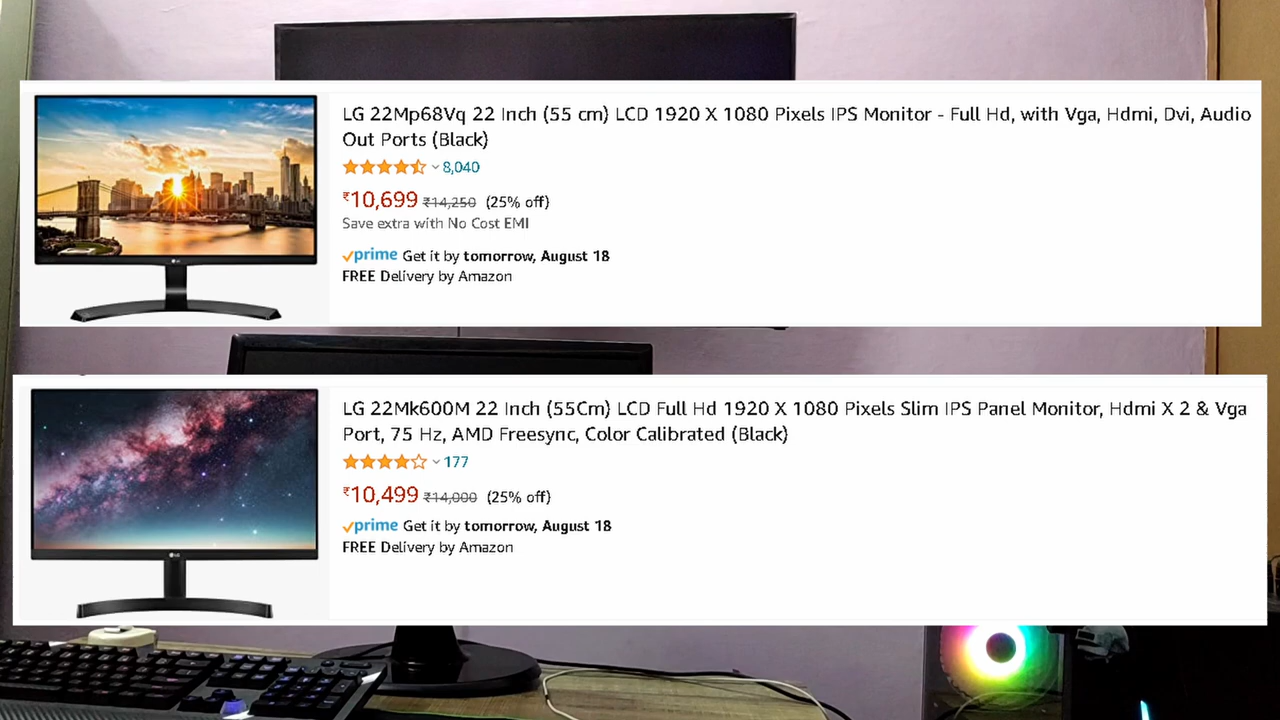 LG 22Mp68Vq 22 Inch (55 cm) LCD 1920 X 1080 Pixels IPS Monitor - Full Hd, with Vga, Hdmi, Dvi, Audio
Out Ports (Black)
8,040
₹10,699 ₹14,250 (25% off)
Save extra with No Cost EMI
prime Get it by tomorrow, August 18
FREE Delivery by Amazon
LG
LG 22Mk600M 22 Inch (55Cm) LCD Full Hd 1920 X 1080 Pixels Slim IPS Panel Monitor, Hdmi X 2 & Vga
Port, 75 Hz, AMD Freesync, Color Calibrated (Black)
177
₹10,499 ₹14,000 (25% off)
prime Get it by tomorrow, August 18
FREE Delivery by Amazon
LG